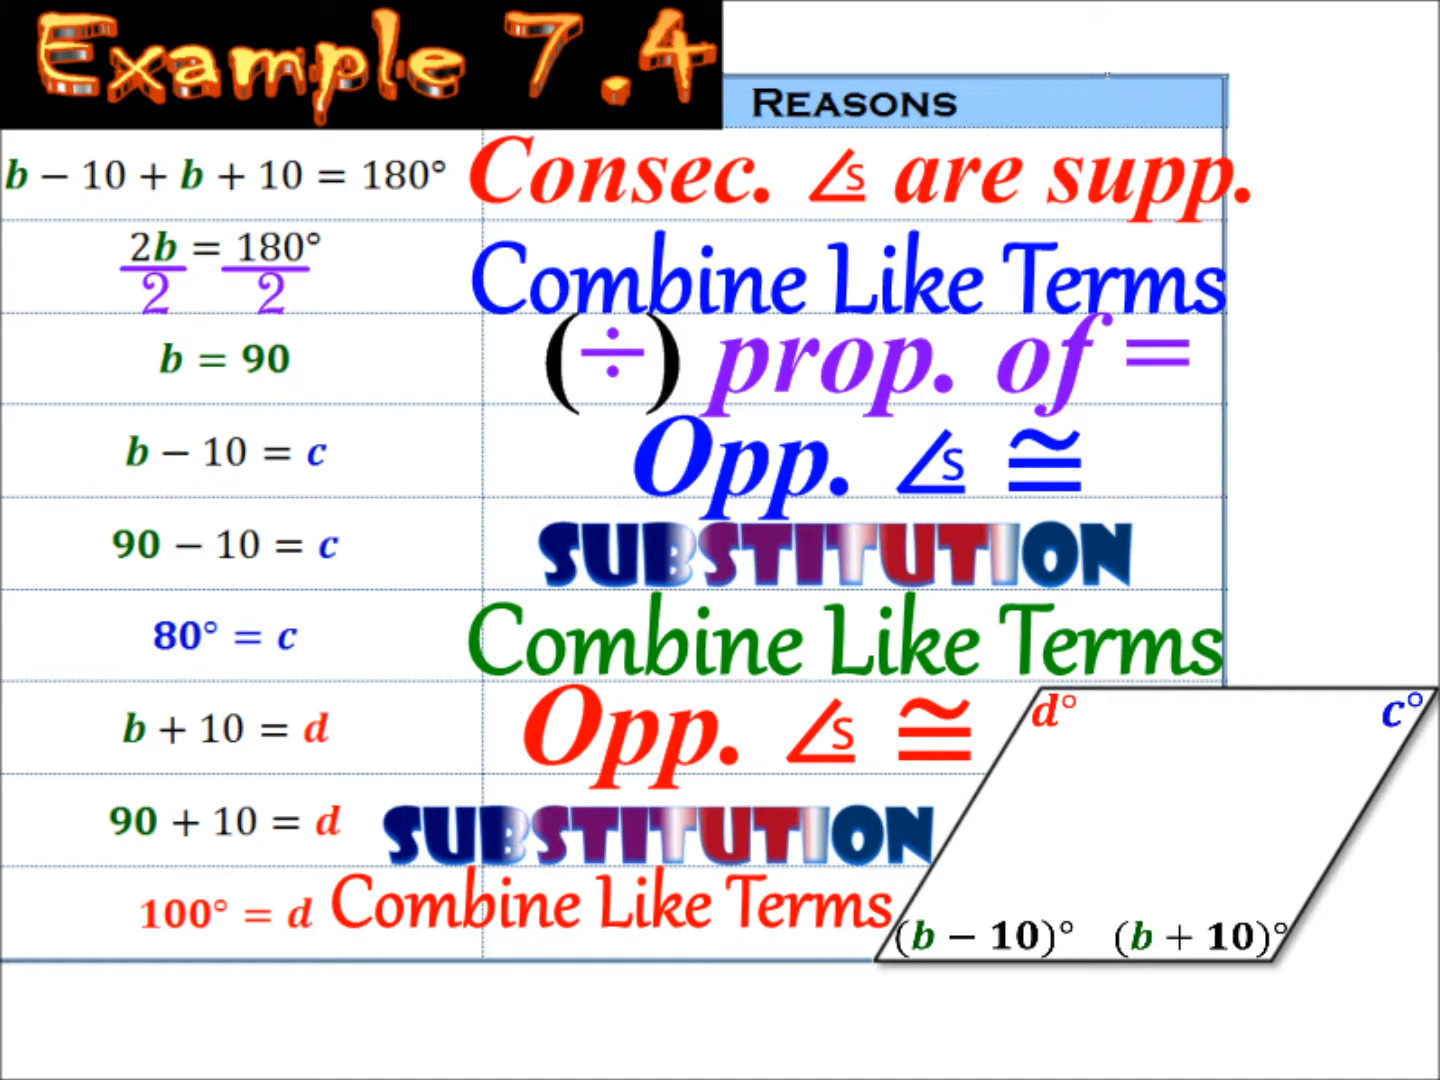 Example 7.4
REASONS
b − 10 + b + 10 = 180° Consec. ∠s are supp.
2b = 180° Combine Like Terms
2 2
b = 90 (÷) prop. of =
b − 10 = c Opp. ∠s ≅
90 − 10 = c SUBSTITUTION
80° = c Combine Like Terms
b + 10 = d Opp. ∠s ≅
d° c°
90 + 10 = d SUBSTITUTION
100° = d Combine Like Terms
(b − 10)° (b + 10)°